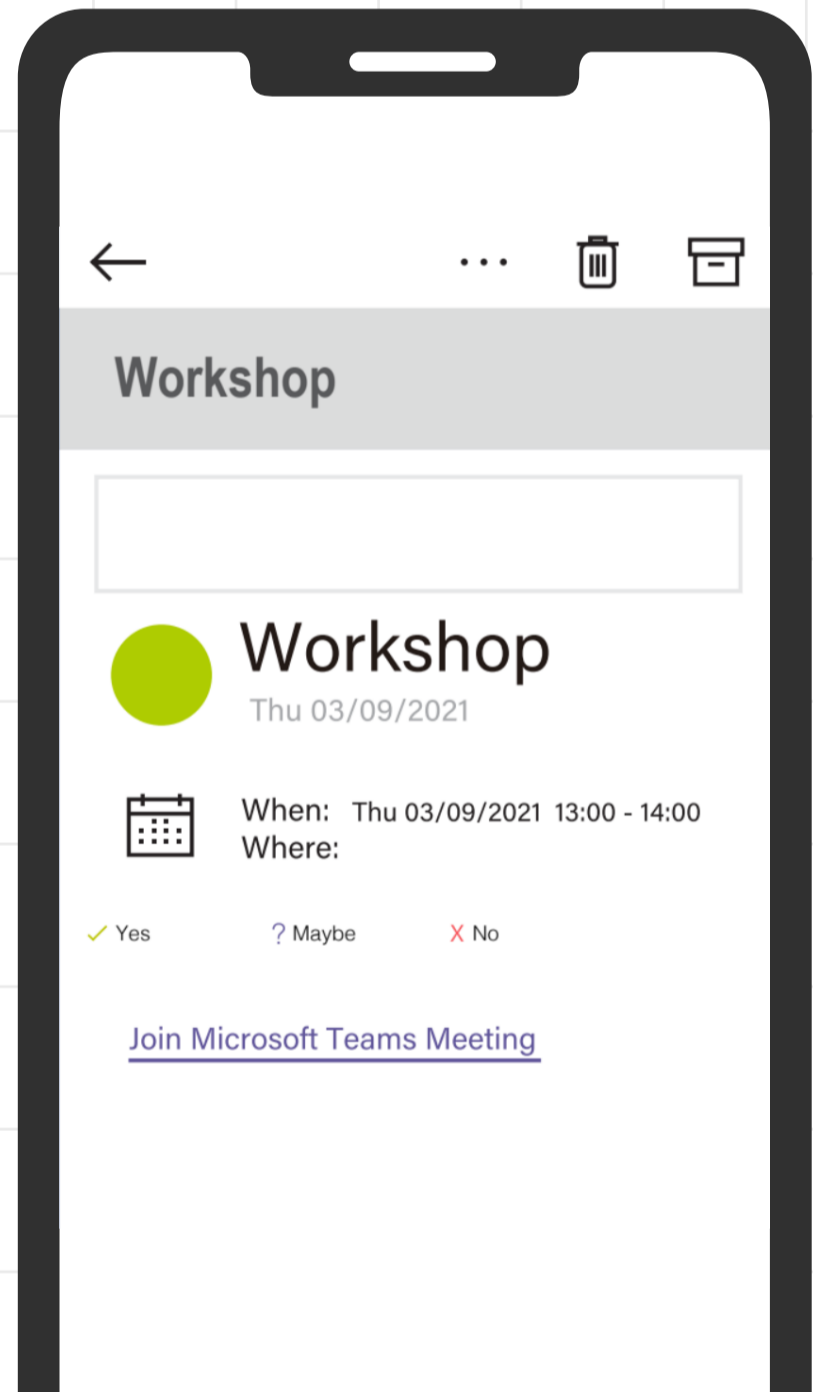 Workshop
Workshop
Thu 03/09/2021
When: Thu 03/09/2021 13:00 - 14:00
Where:
Yes ? Maybe X No
Join Microsoft Teams Meeting